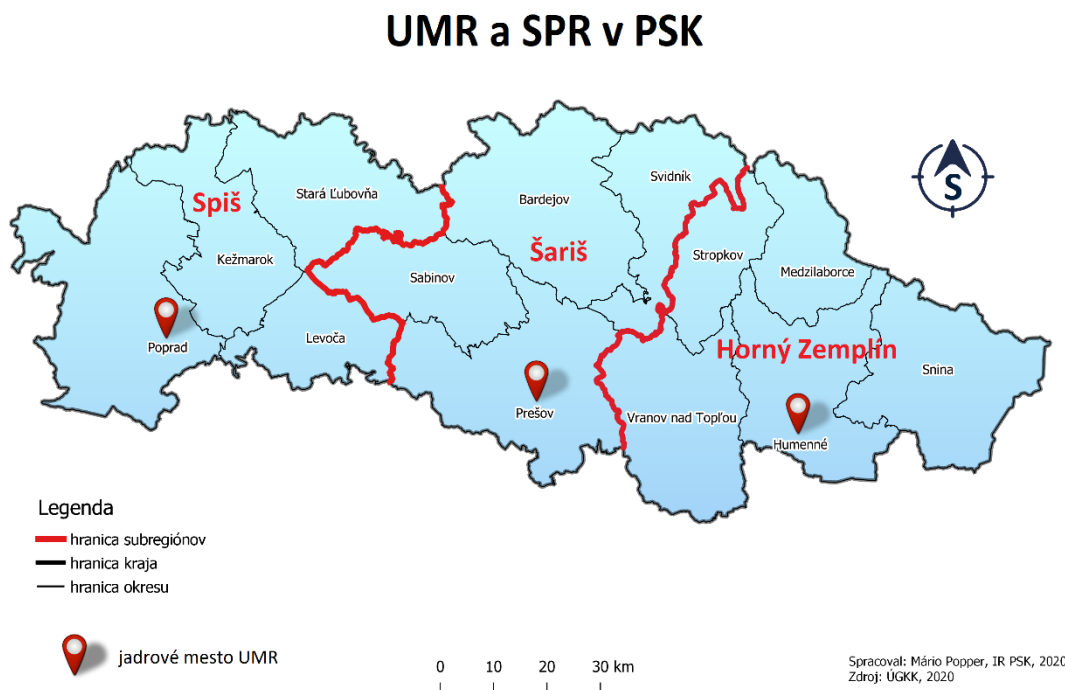 UMR a SPR v PSK
Svidník
Stará Ľubovňa
Bardejov
Spiš
Šariš
Stropkov
Kežmarok
Sabinov
Medzilaborce
Levoča
Poprad
Horný Zemplín
Snina
Prešov
Vranov nad Topľou
Humenné
S
Legenda
hranica subregiónov
hranica kraja
hranica okresu
jadrové mesto UMR
0 10 20 30 km
Spracoval: Mário Popper, IR PSK, 2020
Zdroj: ÚGKK, 2020